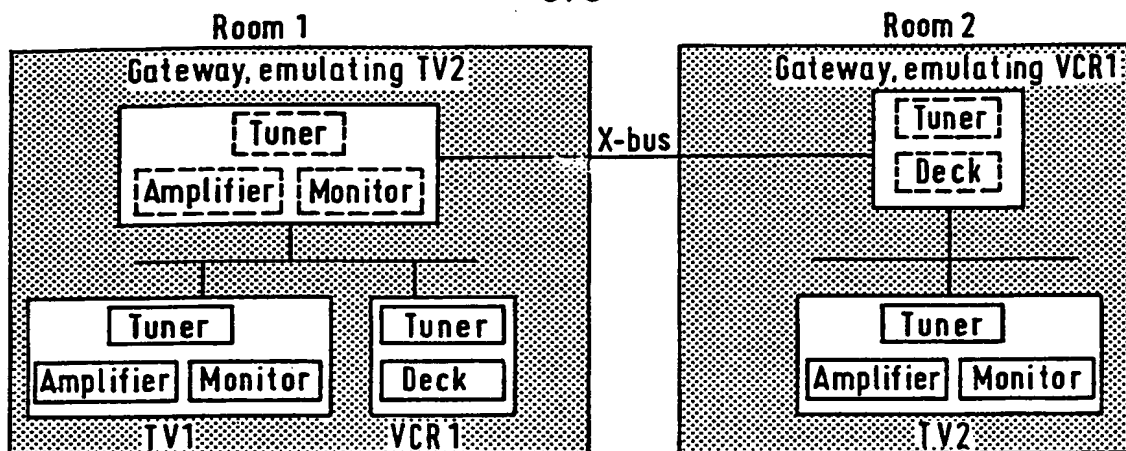 Room 1
Gateway, emulating TV2
Tuner
Amplifier Monitor
Tuner
Amplifier Monitor
TV1
Tuner
Deck
VCR1
X-bus
Room 2
Gateway, emulating VCR1
Tuner
Deck
Tuner
Amplifier Monitor
TV2